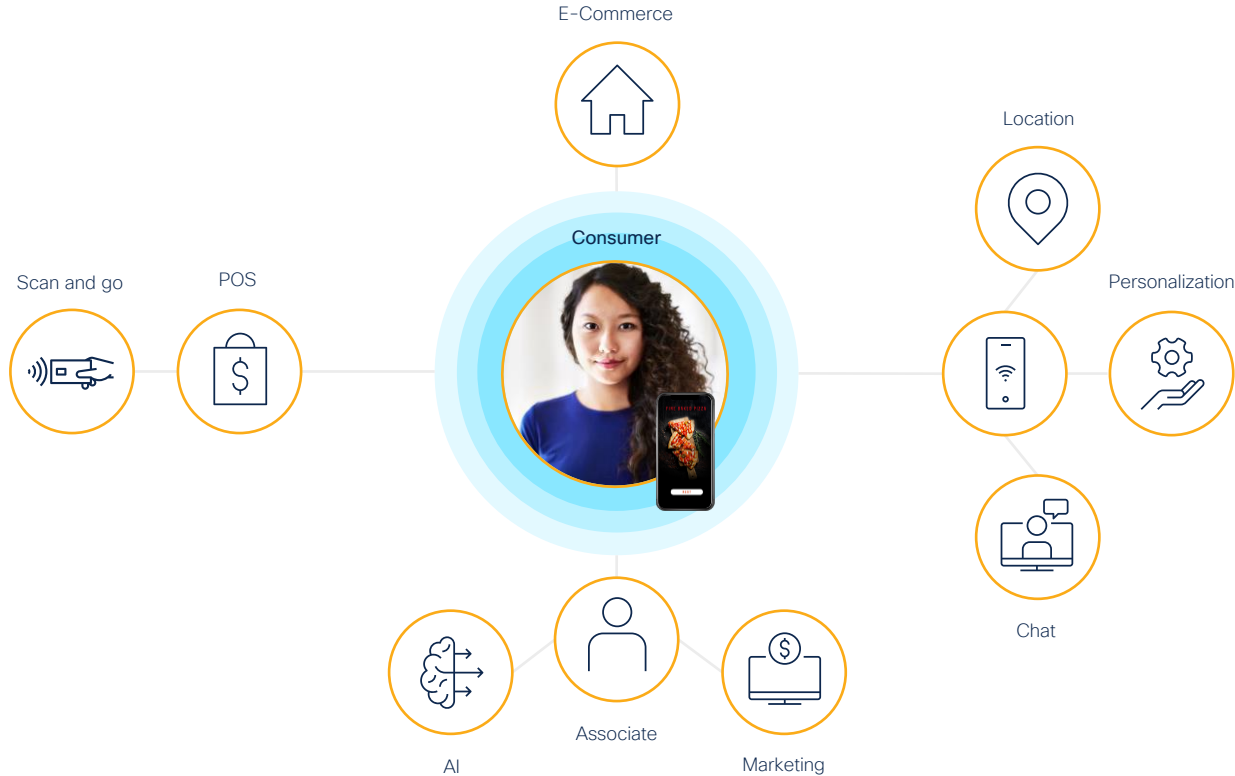 E-Commerce
Location
Consumer
Scan and go
POS
Personalization
$
$
Chat
Associate
AI
Marketing